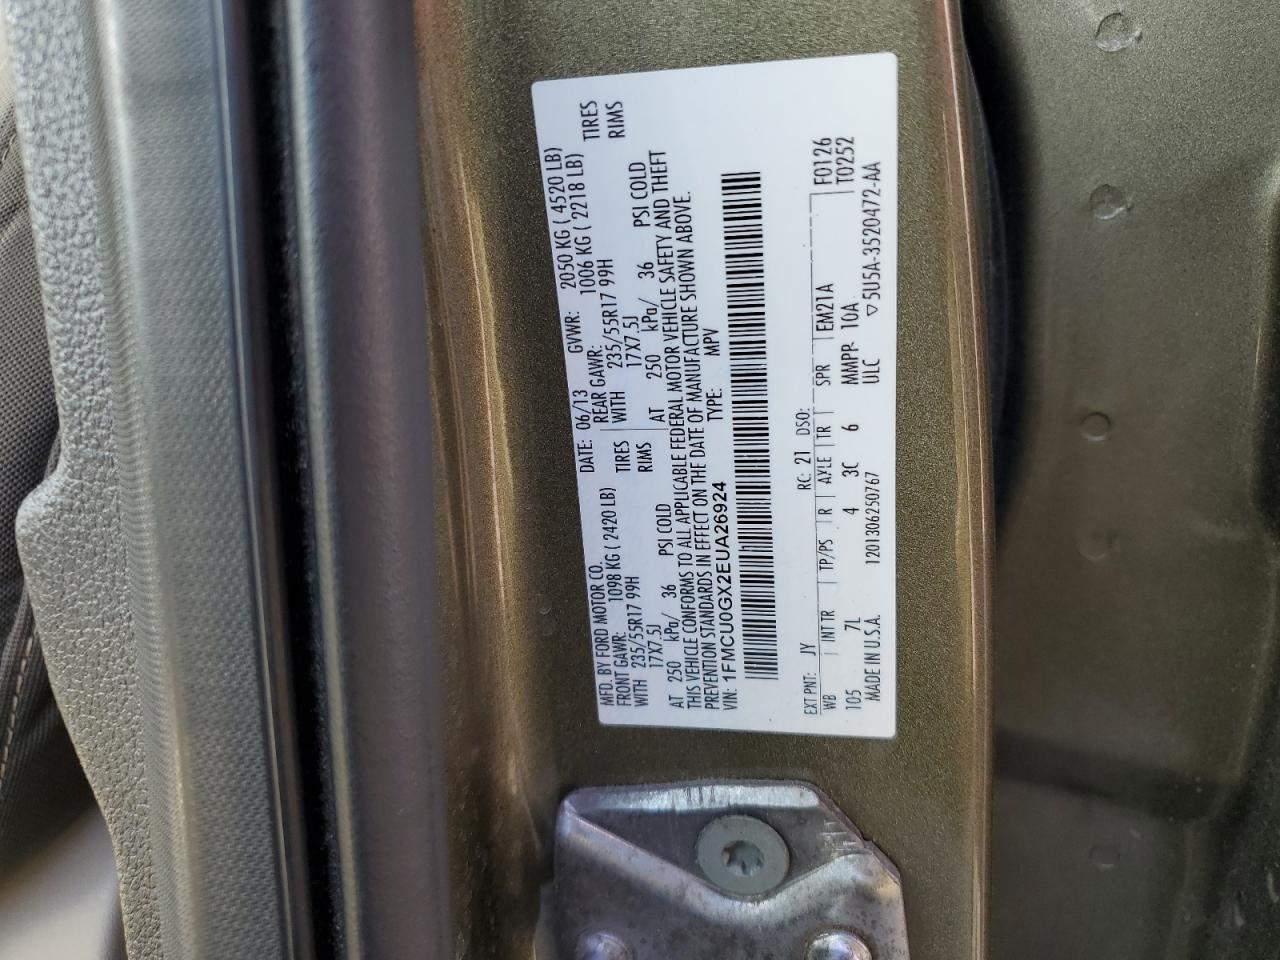 MFD. BY FORD MOTOR CO. DATE: 06/13 GVWR: 2050 KG ( 4520 LB)
FRONT GAWR: 1098 KG ( 2420 LB) REAR GAWR: 1006 KG ( 2218 LB)
WITH 235/55R17 99H TIRES WITH 235/55R17 99H TIRES
17X7.5J RIMS 17X7.5J RIMS
AT 250 kPa/ 36 PSI COLD AT 250 kPa/ 36 PSI COLD
THIS VEHICLE CONFORMS TO ALL APPLICABLE FEDERAL MOTOR VEHICLE SAFETY AND THEFT
PREVENTION STANDARDS IN EFFECT ON THE DATE OF MANUFACTURE SHOWN ABOVE.
VIN: 1FMCU0GX2EUA26924 TYPE: MPV
EXT PNT: JY RC: 21 DSO: F0126
WB INT TR TP/PS R AXLE TR SPR EM21A T0252
105 7L 4 3C 6 MMPP 10A
MADE IN U.S.A. 1201306250767 ULC ▽5U5A-3520472-AA